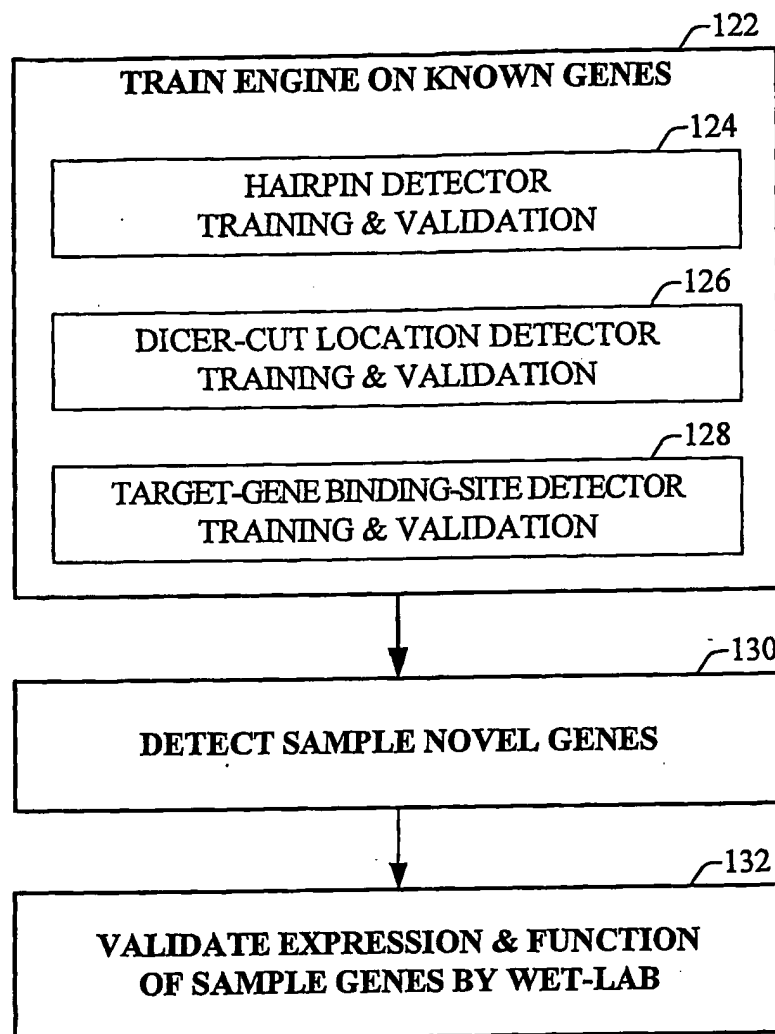 122
TRAIN ENGINE ON KNOWN GENES
124
HAIRPIN DETECTOR
TRAINING & VALIDATION
126
DICER-CUT LOCATION DETECTOR
TRAINING & VALIDATION
128
TARGET-GENE BINDING-SITE DETECTOR
TRAINING & VALIDATION
130
DETECT SAMPLE NOVEL GENES
132
VALIDATE EXPRESSION & FUNCTION
OF SAMPLE GENES BY WET-LAB